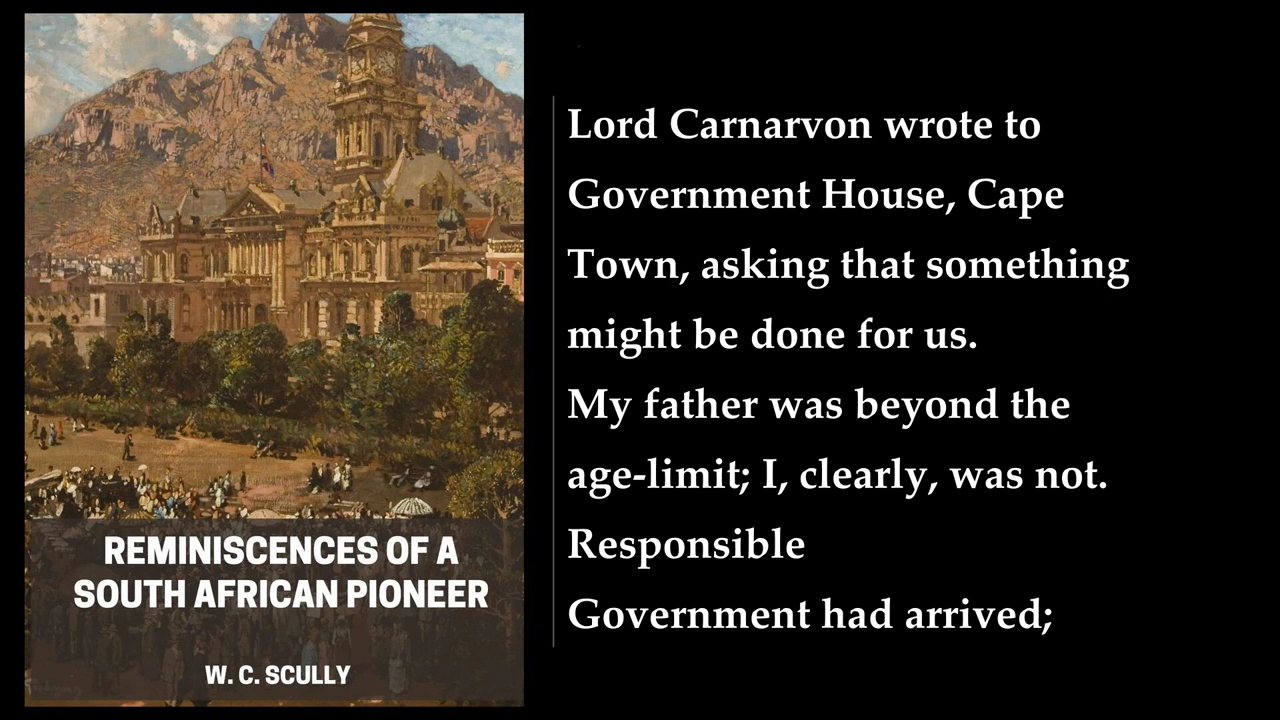 REMINISCENCES OF A
SOUTH AFRICAN PIONEER
W. C. SCULLY
Lord Carnarvon wrote to
Government House, Cape
Town, asking that something
might be done for us.
My father was beyond the
age-limit; I, clearly, was not.
Responsible
Government had arrived;